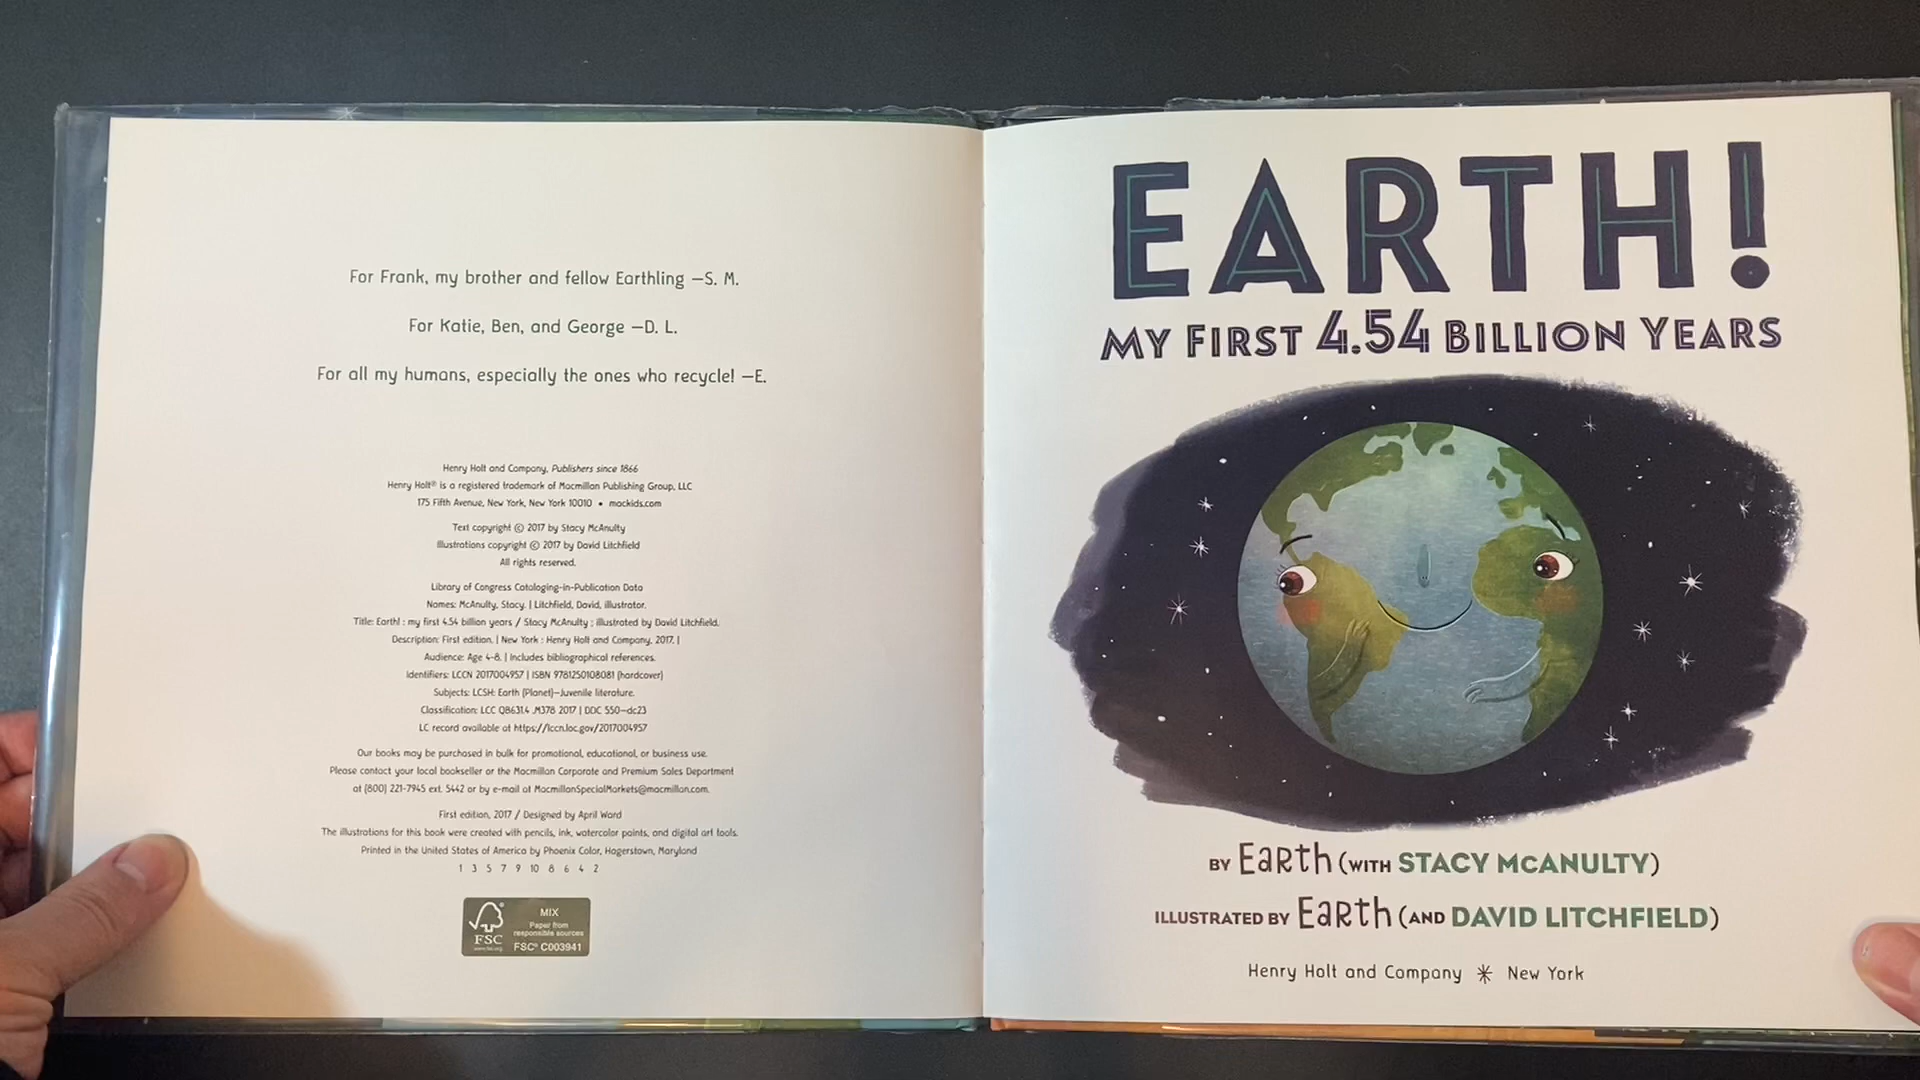 For Frank, my brother and fellow Earthling —S. M.
For Katie, Ben, and George —D. L.
For all my humans, especially the ones who recycle! —E.
Henry Holt and Company, Publishers since 1866
Henry Holt® is a registered trademark of Macmillan Publishing Group, LLC
175 Fifth Avenue, New York, New York 10010 • mackids.com
Text copyright © 2017 by Stacy McAnulty
Illustrations copyright © 2017 by David Litchfield
All rights reserved.
Library of Congress Cataloging-in-Publication Data
Names: McAnulty, Stacy. | Litchfield, David, illustrator.
Title: Earth! : my first 4.54 billion years / Stacy McAnulty ; illustrated by David Litchfield.
Description: First edition. | New York : Henry Holt and Company, 2017. |
Audience: Age 4–8. | Includes bibliographical references.
Identifiers: LCCN 2017004957 | ISBN 9781250108081 (hardcover)
Subjects: LCSH: Earth (Planet)—Juvenile literature.
Classification: LCC QB631.4 .M378 2017 | DDC 550—dc23
LC record available at https://lccn.loc.gov/2017004957
Our books may be purchased in bulk for promotional, educational, or business use.
Please contact your local bookseller or the Macmillan Corporate and Premium Sales Department
at (800) 221-7945 ext. 5442 or by e-mail at MacmillanSpecialMarkets@macmillan.com.
First edition, 2017 / Designed by April Ward
The illustrations for this book were created with pencils, ink, watercolor paints, and digital art tools.
Printed in the United States of America by Phoenix Color, Hagerstown, Maryland
1 3 5 7 9 10 8 6 4 2
FSC
www.fsc.org
MIX
Paper from
responsible sources
FSC® C003941
EARTH!
MY FIRST 4.54 BILLION YEARS
BY Earth (WITH STACY McANULTY)
ILLUSTRATED BY Earth (AND DAVID LITCHFIELD)
Henry Holt and Company * New York